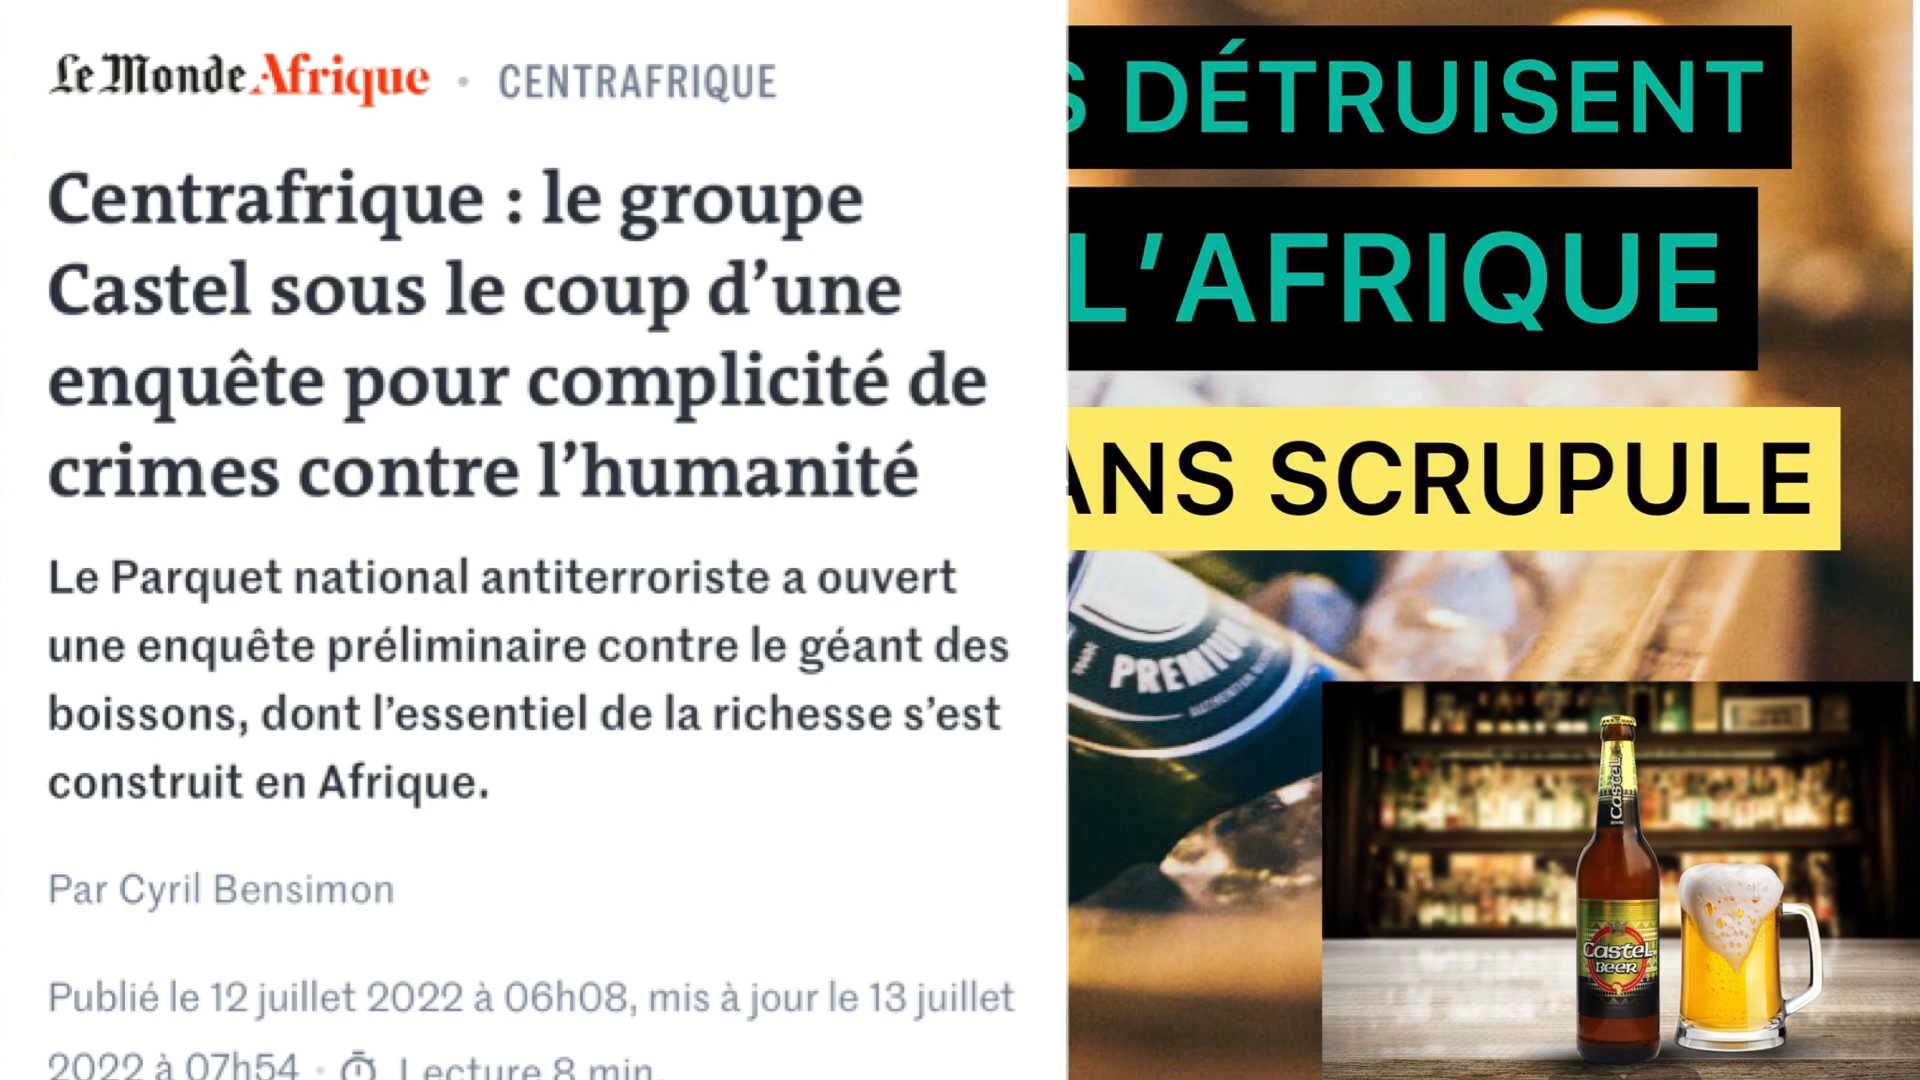 Le Monde Afrique • CENTRAFRIQUE
Centrafrique : le groupe
Castel sous le coup d’une
enquête pour complicité de
crimes contre l’humanité
Le Parquet national antiterroriste a ouvert
une enquête préliminaire contre le géant des
boissons, dont l’essentiel de la richesse s’est
construit en Afrique.
Par Cyril Bensimon
Publié le 12 juillet 2022 à 06h08, mis à jour le 13 juillet
2022 à 07h54 • Lecture 8 min.
S DÉTRUISENT
L’AFRIQUE
ANS SCRUPULE
PREMIUM
Castel
Castel
BEER